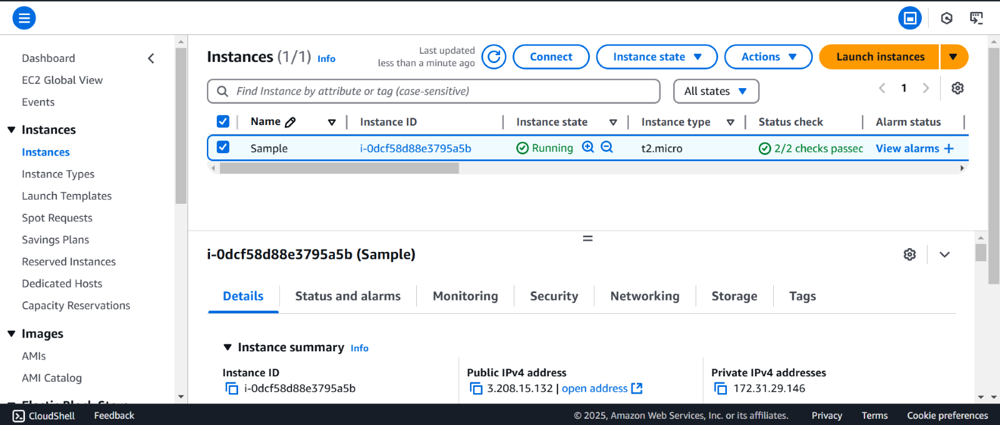 Dashboard
EC2 Global View
Events
Instances
Instances
Instance Types
Launch Templates
Spot Requests
Savings Plans
Reserved Instances
Dedicated Hosts
Capacity Reservations
Images
AMIs
AMI Catalog
Elastic Block Store
Instances (1/1) Info
Last updated
less than a minute ago
Connect
Instance state
Actions
Launch instances
Find Instance by attribute or tag (case-sensitive)
All states
1
Name Instance ID Instance state Instance type Status check Alarm status
Sample i-0dcf58d88e3795a5b Running t2.micro 2/2 checks passed View alarms +
i-0dcf58d88e3795a5b (Sample)
Details Status and alarms Monitoring Security Networking Storage Tags
Instance summary Info
Instance ID
i-0dcf58d88e3795a5b
Public IPv4 address
3.208.15.132 | open address
Private IPv4 addresses
172.31.29.146
CloudShell Feedback © 2025, Amazon Web Services, Inc. or its affiliates. Privacy Terms Cookie preferences